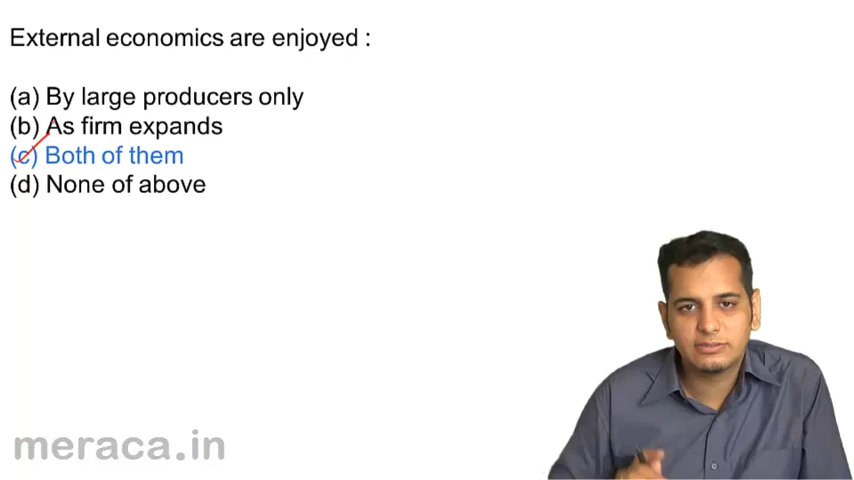 External economics are enjoyed :
(a) By large producers only
(b) As firm expands
(c) Both of them
(d) None of above
meraca.in